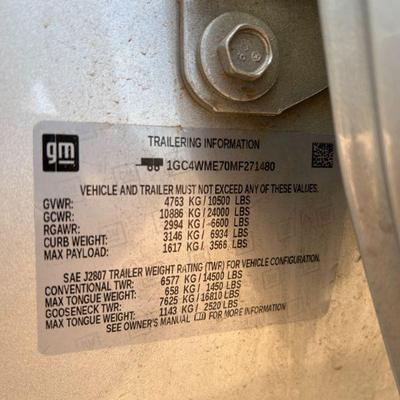 gm
TRAILERING INFORMATION
1GC4WME70MF271480
VEHICLE AND TRAILER MUST NOT EXCEED ANY OF THESE VALUES:
GVWR: 4763 KG/10500 LBS
GCWR: 10886 KG/24000 LBS
RGAWR: 2994 KG/6600 LBS
CURB WEIGHT: 3146 KG/ 6934 LBS
MAX PAYLOAD: 1617 KG/ 3566 LBS
SAE J2807 TRAILER WEIGHT RATING (TWR) FOR VEHICLE CONFIGURATION.
CONVENTIONAL TWR: 6577 KG/14500 LBS
MAX TONGUE WEIGHT: 658 KG/ 1450 LBS
GOOSENECK TWR: 7625 KG/16810 LBS
MAX TONGUE WEIGHT: 1143 KG/ 2520 LBS
SEE OWNER'S MANUAL FOR MORE INFORMATION